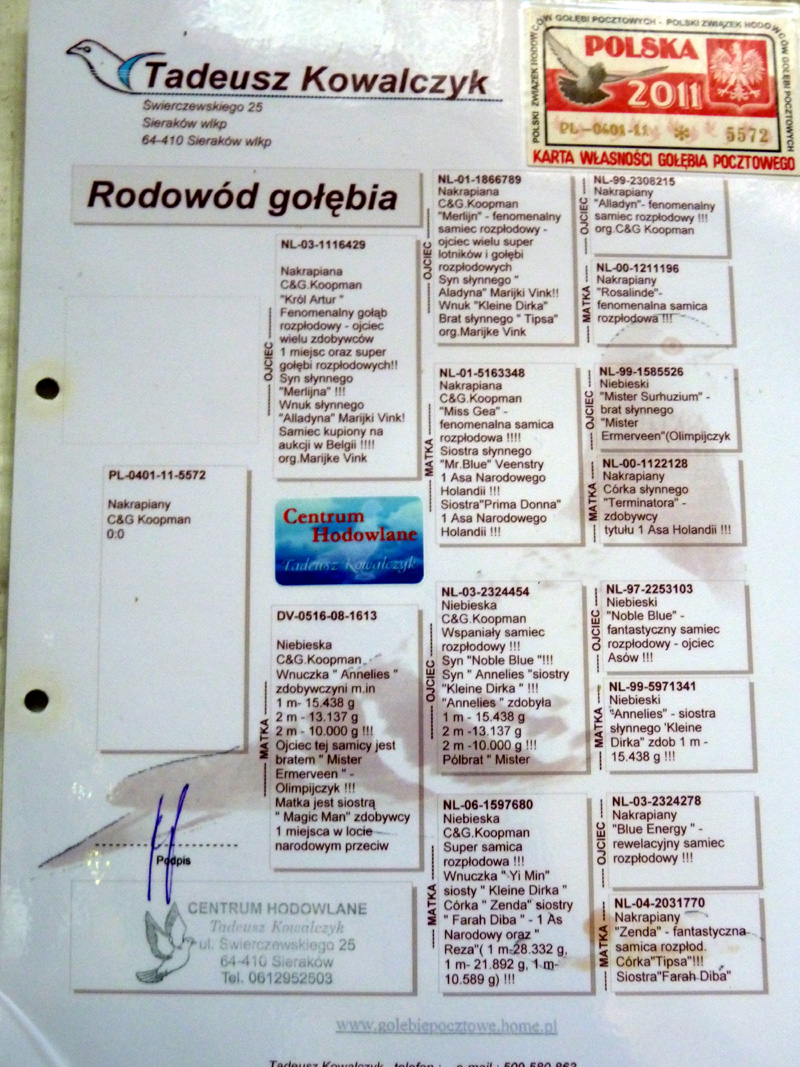 Tadeusz Kowalczyk
Świerczewskiego 25
Sieraków wlkp
64-410 Sieraków wlkp
POLSKI ZWIĄZEK HODOWCÓW GOŁĘBI POCZTOWYCH - POLSKI ZWIĄZEK HODOWCÓW GOŁĘBI POCZTOWYCH
POLSKA
2011
PL-0401-11 * 5572
KARTA WŁASNOŚCI GOŁĘBIA POCZTOWEGO
Rodowód gołębia
PL-0401-11-5572
Nakrapiany
C&G Koopman
0:0
OJCIEC
NL-03-1116429
Nakrapiana
C&G.Koopman
"Król Artur "
Fenomenalny gołąb
rozpłodowy - ojciec
wielu zdobywców
1 miejsc oraz super
gołębi rozpłodowych!!
Syn słynnego
"Merlijna" !!!
Wnuk słynnego
"Alladyna" Marijki Vink!
Samiec kupiony na
aukcji w Belgii !!!!
org.Marijke Vink
Centrum
Hodowlane
Tadeusz Kowalczyk
MATKA
DV-0516-08-1613
Niebieska
C&G.Koopman
Wnuczka " Annelies "
zdobywczyni m.in
1 m- 15.438 g
2 m - 13.137 g
2 m - 10.000 g !!!
Ojciec tej samicy jest
bratem " Mister
Ermerveen " -
Olimpijczyk !!!
Matka jest siostrą
" Magic Man" zdobywcy
1 miejsca w locie
narodowym przeciw
OJCIEC
NL-01-1866789
Nakrapiana
C&G.Koopman
"Merlijn" - fenomenalny
samiec rozpłodowy -
ojciec wielu super
lotników i gołębi
rozpłodowych
Syn słynnego "
Aladyna" Marijki Vink!!
Wnuk "Kleine Dirka"
Brat słynnego " Tipsa"
org.Marijke Vink
MATKA
NL-01-5163348
Nakrapiana
C&G.Koopman
"Miss Gea" -
fenomenalna samica
rozpłodowa !!!!
Siostra słynnego
"Mr.Blue" Veenstry
1 Asa Narodowego
Holandii !!!
Siostra"Prima Donna"
1 Asa Narodowego
Holandii !!!
OJCIEC
NL-03-2324454
Niebieska
C&G.Koopman
Wspaniały samiec
rozpłodowy !!!
Syn "Noble Blue "!!!
Syn " Annelies "siostry
"Kleine Dirka " !!!
"Annelies " zdobyła
1 m - 15.438 g
2 m -13.137 g
2 m -10.000 g !!!
Półbrat " Mister
MATKA
NL-06-1597680
Niebieska
C&G.Koopman
Super samica
rozpłodowa !!!
Wnuczka " Yi Min"
siosty " Kleine Dirka "
Córka " Zenda" siostry
" Farah Diba" - 1 As
Narodowy oraz "
Reza"( 1 m-28.332 g,
1 m- 21.892 g, 1 m-
10.589 g) !!!
OJCIEC
NL-99-2308215
Nakrapiany
"Alladyn"- fenomenalny
samiec rozpłodowy !!!
org.C&G Koopman
MATKA
NL-00-1211196
Nakrapiany
"Rosalinde"-
fenomenalna samica
rozpłodowa !!!
OJCIEC
NL-99-1585526
Niebieski
"Mister Surhuzium" -
brat słynnego
"Mister
Ermerveen"(Olimpijczyk
MATKA
NL-00-1122128
Nakrapiany
Córka słynnego
"Terminatora" -
zdobywcy
tytułu 1 Asa Holandii !!!
OJCIEC
NL-97-2253103
Niebieski
"Noble Blue" -
fantastyczny samiec
rozpłodowy - ojciec
Asów !!!
MATKA
NL-99-5971341
Niebieski
"Annelies" - siostra
słynnego 'Kleine
Dirka" zdob 1 m -
15.438 g !!!
OJCIEC
NL-03-2324278
Nakrapiany
"Blue Energy " -
rewelacyjny samiec
rozpłodowy !!!
MATKA
NL-04-2031770
Nakrapiany
"Zenda" - fantastyczna
samica rozpłod.
Córka"Tipsa"!!!
Siostra"Farah Diba"
Podpis
CENTRUM HODOWLANE
Tadeusz Kowalczyk
ul. Świerczewskiego 25
64-410 Sieraków
Tel. 0612952503
www.golebiepocztowe.home.pl
Tadeusz Kowalczyk telefon : e-mail : 509 580 863